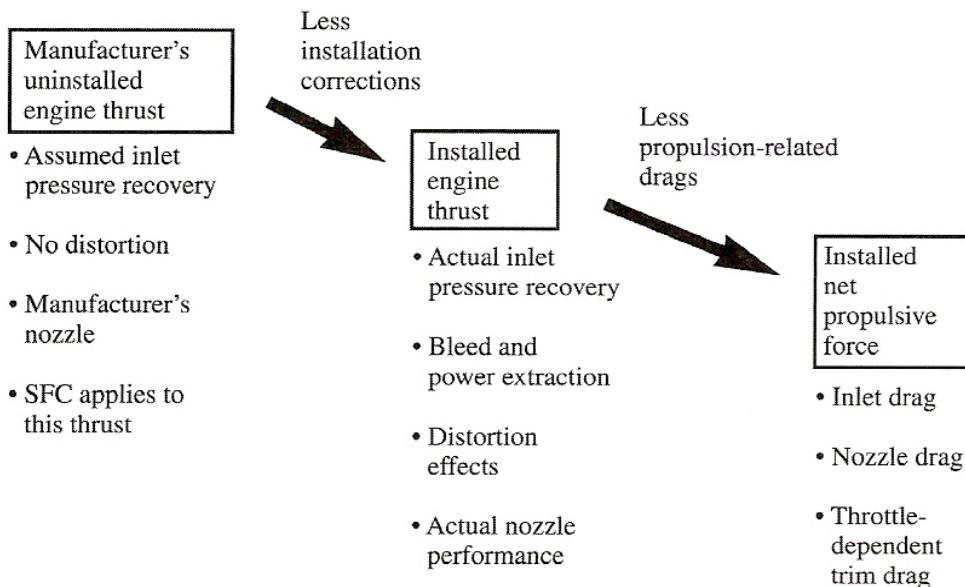 Manufacturer's
uninstalled
engine thrust
• Assumed inlet
pressure recovery
• No distortion
• Manufacturer's
nozzle
• SFC applies to
this thrust
Less
installation
corrections
Installed
engine
thrust
• Actual inlet
pressure recovery
• Bleed and
power extraction
• Distortion
effects
• Actual nozzle
performance
Less
propulsion-related
drags
Installed
net
propulsive
force
• Inlet drag
• Nozzle drag
• Throttle-
dependent
trim drag